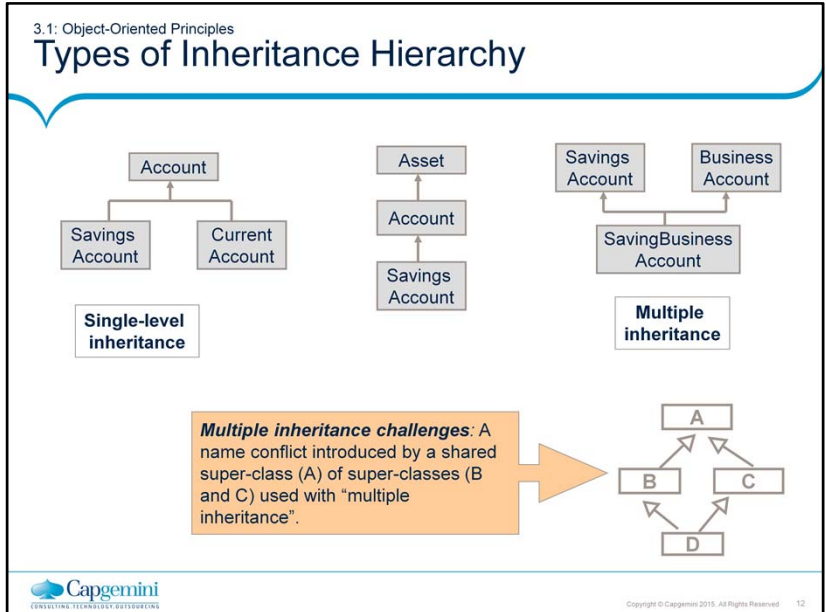 3.1: Object-Oriented Principles
Types of Inheritance Hierarchy
Account
Savings
Account
Current
Account
Single-level
inheritance
Asset
Account
Savings
Account
Savings
Account
Business
Account
SavingBusiness
Account
Multiple
inheritance
Multiple inheritance challenges: A
name conflict introduced by a shared
super-class (A) of super-classes (B
and C) used with “multiple
inheritance”.
A
B
C
D
Capgemini
CONSULTING.TECHNOLOGY.OUTSOURCING
Copyright © Capgemini 2015. All Rights Reserved 12